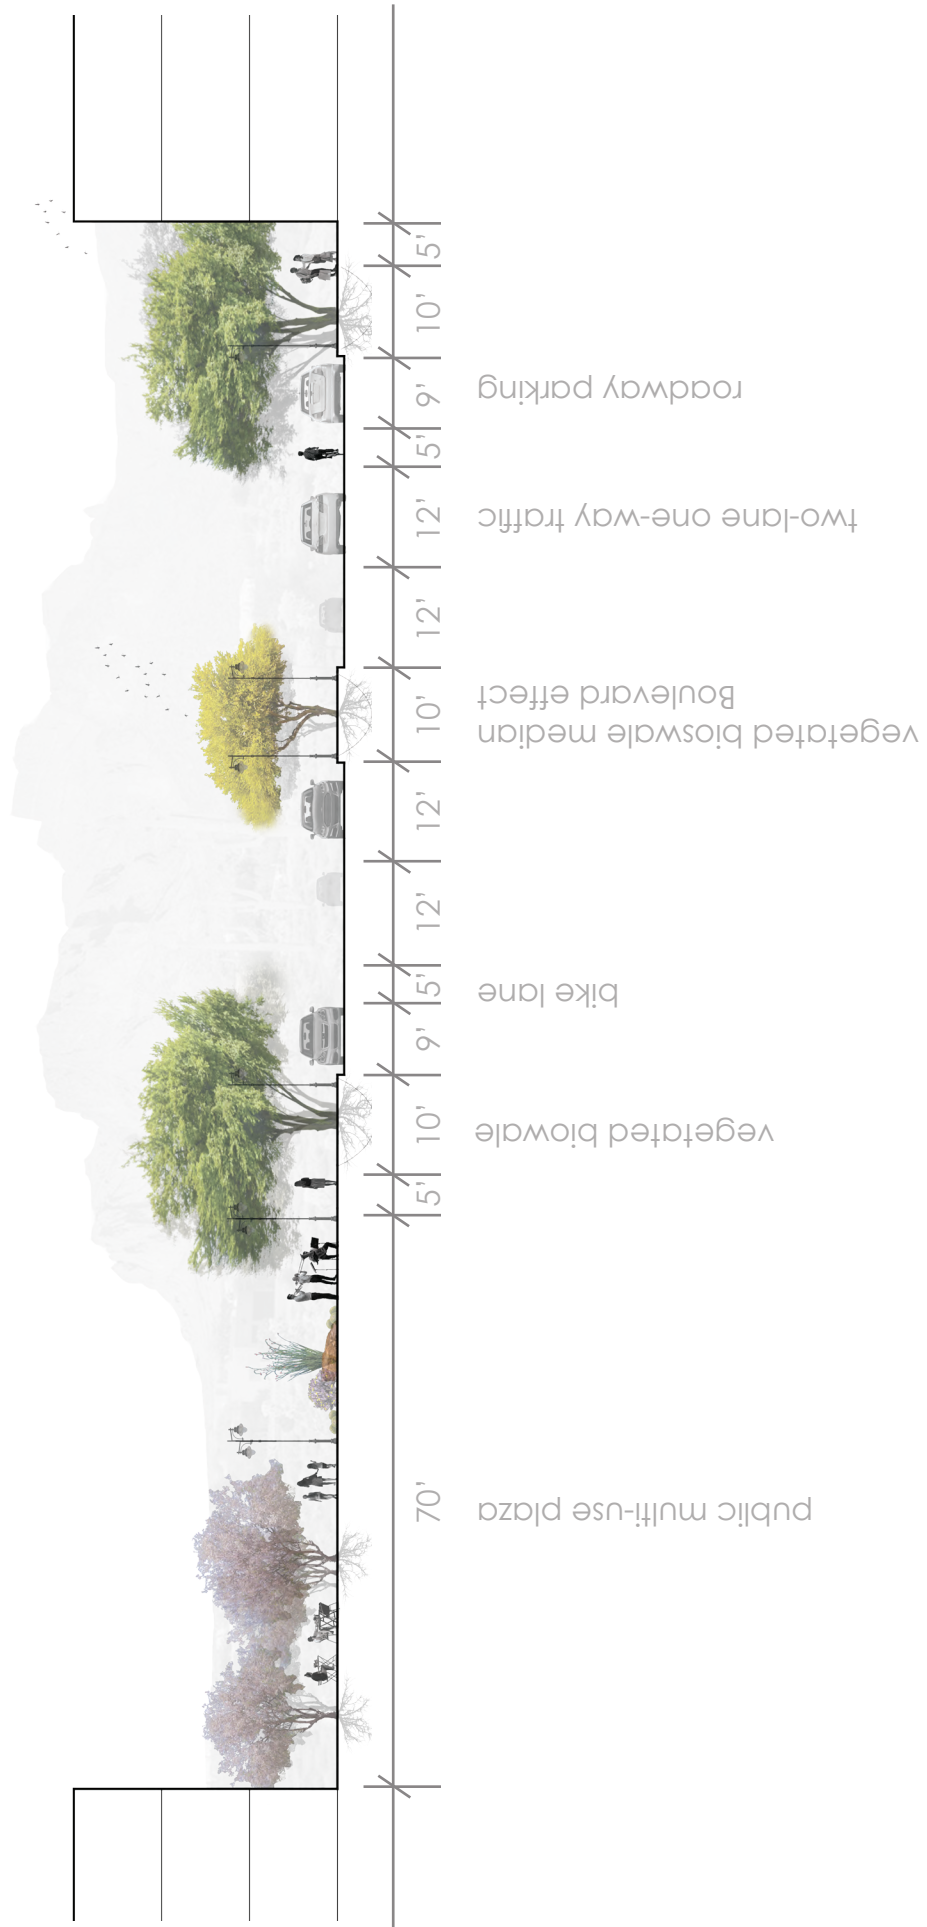 5'
10'
9'
roadway parking
5'
12'
two-lane one-way traffic
12'
10'
vegetated bioswale median
Boulevard effect
12'
12'
5'
bike lane
9'
10'
vegetated biowale
5'
70'
public multi-use plaza